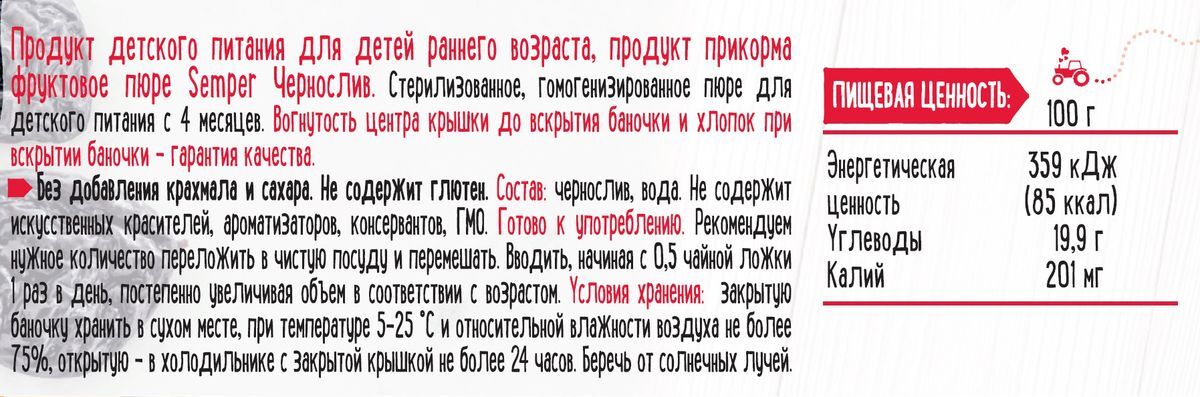 Продукт детского питания для детей раннего возраста, продукт прикорма
фруктовое пюре Semper Чернослив. Стерилизованное, гомогенизированное пюре для
детского питания с 4 месяцев. Вогнутость центра крышки до вскрытия баночки и хлопок при
вскрытии баночки - гарантия качества.
Без добавления крахмала и сахара. Не содержит глютен. Состав: чернослив, вода. Не содержит
искусственных красителей, ароматизаторов, консервантов, ГМО. Готово к употреблению. Рекомендуем
нужное количество переложить в чистую посуду и перемешать. Вводить, начиная с 0,5 чайной ложки
1 раз в день, постепенно увеличивая объем в соответствии с возрастом. Условия хранения: закрытую
баночку хранить в сухом месте, при температуре 5-25 °С и относительной влажности воздуха не более
75%, открытую - в холодильнике с закрытой крышкой не более 24 часов. Беречь от солнечных лучей.
ПИЩЕВАЯ ЦЕННОСТЬ:
100 г
Энергетическая 359 кДж
ценность (85 ккал)
Углеводы 19,9 г
Калий 201 мг